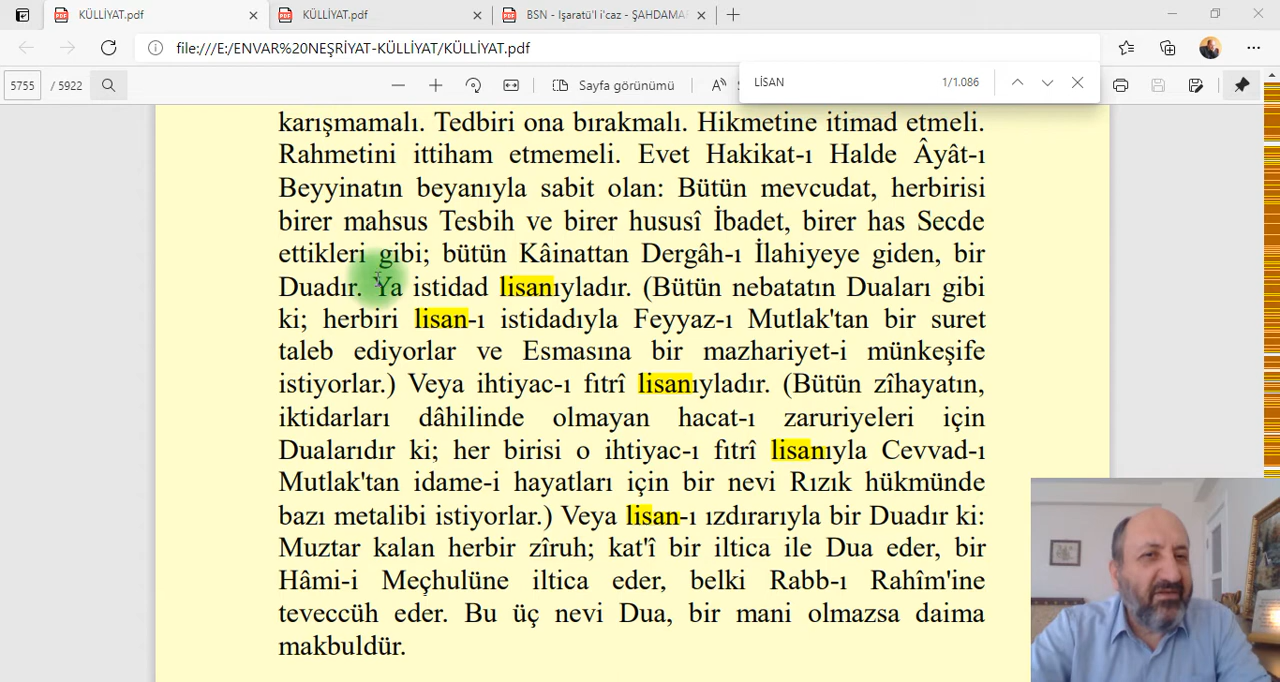 KÜLLİYAT.pdf
KÜLLİYAT.pdf
BSN - Işaratü'l i'caz - ŞAHDAMA
file:///E:/ENVAR%20NEŞRİYAT-KÜLLİYAT/KÜLLİYAT.pdf
5755 / 5922
Sayfa görünümü
LİSAN 1/1.086
karışmamalı. Tedbiri ona bırakmalı. Hikmetine itimad etmeli.
Rahmetini ittiham etmemeli. Evet Hakikat-ı Halde Âyât-ı
Beyyinatın beyanıyla sabit olan: Bütün mevcudat, herbirisi
birer mahsus Tesbih ve birer hususî İbadet, birer has Secde
ettikleri gibi; bütün Kâinattan Dergâh-ı İlahiyeye giden, bir
Duadır. Ya istidad lisanıyladır. (Bütün nebatatın Duaları gibi
ki; herbiri lisan-ı istidadıyla Feyyaz-ı Mutlak'tan bir suret
taleb ediyorlar ve Esmasına bir mazhariyet-i münkeşife
istiyorlar.) Veya ihtiyac-ı fıtrî lisanıyladır. (Bütün zîhayatın,
iktidarları dâhilinde olmayan hacat-ı zaruriyeleri için
Dualarıdır ki; her birisi o ihtiyac-ı fıtrî lisanıyla Cevvad-ı
Mutlak'tan idame-i hayatları için bir nevi Rızık hükmünde
bazı metalibi istiyorlar.) Veya lisan-ı ızdırarıyla bir Duadır ki:
Muztar kalan herbir zîruh; kat'î bir iltica ile Dua eder, bir
Hâmi-i Meçhulüne iltica eder, belki Rabb-ı Rahîm'ine
teveccüh eder. Bu üç nevi Dua, bir mani olmazsa daima
makbuldür.